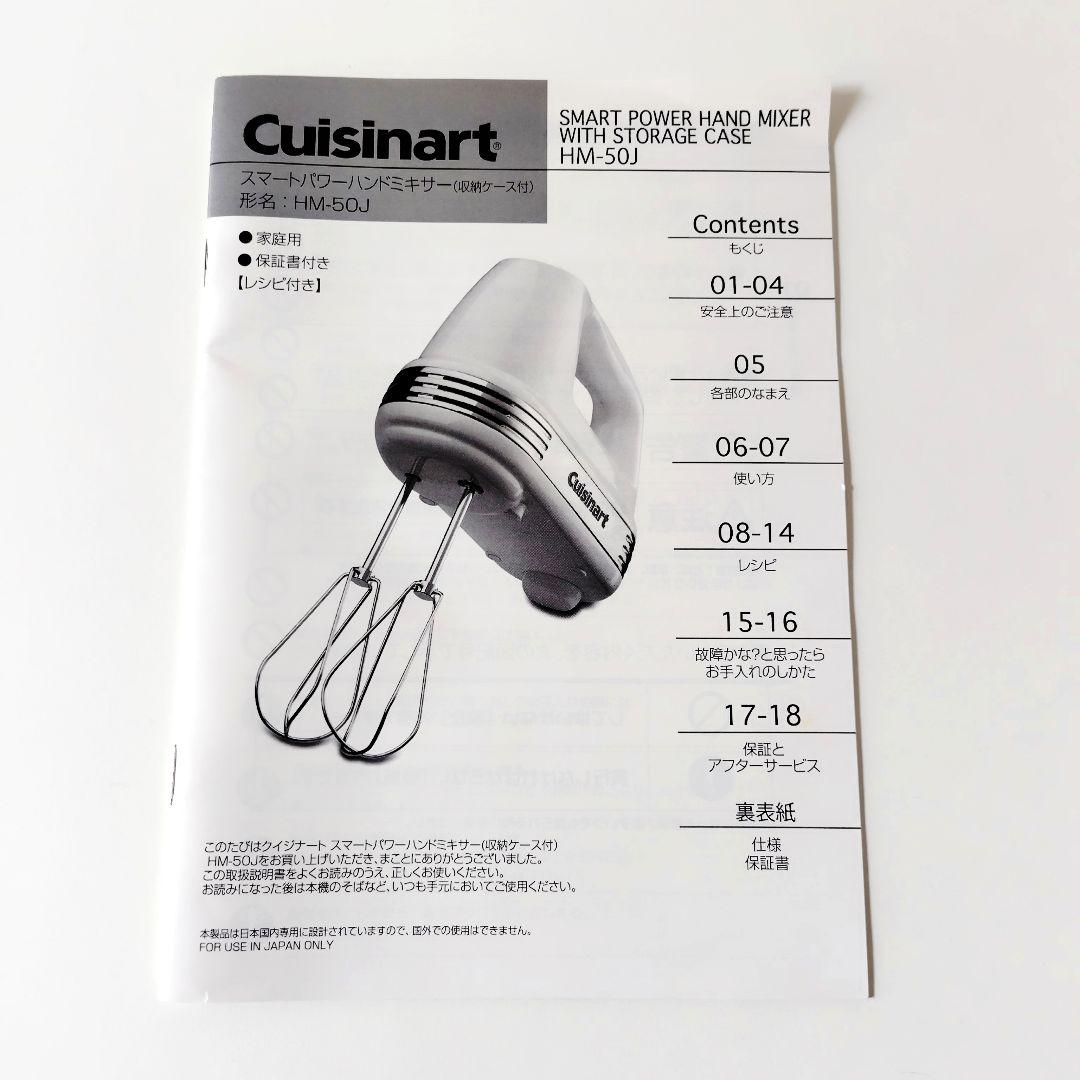 Cuisinart®
スマートパワーハンドミキサー(収納ケース付)
形名：HM-50J
SMART POWER HAND MIXER
WITH STORAGE CASE
HM-50J
●家庭用
●保証書付き
【レシピ付き】
Contents
もくじ
01-04
安全上のご注意
05
各部のなまえ
06-07
使い方
08-14
レシピ
15-16
故障かな?と思ったら
お手入れのしかた
17-18
保証と
アフターサービス
裏表紙
仕様
保証書
Cuisinart
このたびはクイジナート スマートパワーハンドミキサー(収納ケース付)
HM-50Jをお買い上げいただき、まことにありがとうございました。
この取扱説明書をよくお読みのうえ、正しくお使いください。
お読みになった後は本機のそばなど、いつも手元においてご使用ください。
本製品は日本国内専用に設計されていますので、国外での使用はできません。
FOR USE IN JAPAN ONLY